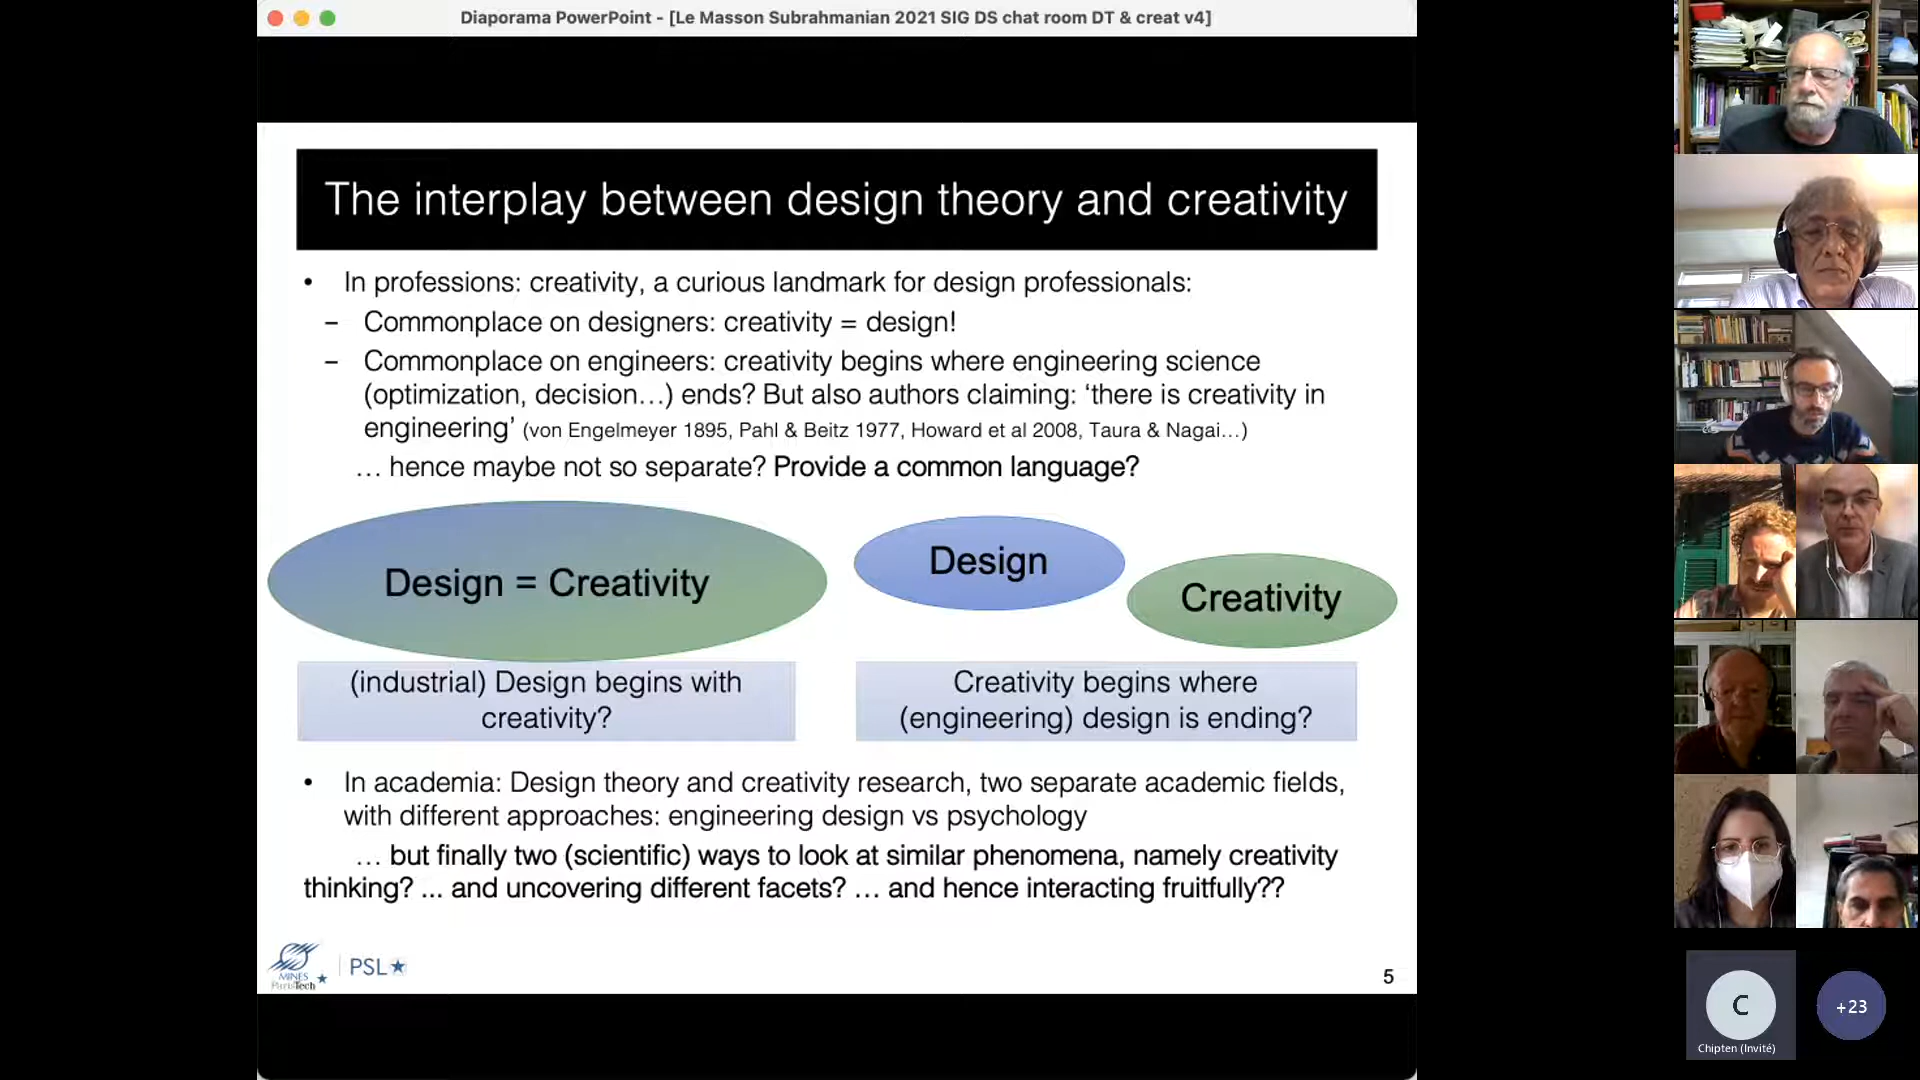 Diaporama PowerPoint - [Le Masson Subrahmanian 2021 SIG DS chat room DT & creat v4]
The interplay between design theory and creativity
• In professions: creativity, a curious landmark for design professionals:
– Commonplace on designers: creativity = design!
– Commonplace on engineers: creativity begins where engineering science
(optimization, decision…) ends? But also authors claiming: ‘there is creativity in
engineering’ (von Engelmeyer 1895, Pahl & Beitz 1977, Howard et al 2008, Taura & Nagai…)
… hence maybe not so separate? Provide a common language?
Design = Creativity
Design
Creativity
(industrial) Design begins with
creativity?
Creativity begins where
(engineering) design is ending?
• In academia: Design theory and creativity research, two separate academic fields,
with different approaches: engineering design vs psychology
… but finally two (scientific) ways to look at similar phenomena, namely creativity
thinking? ... and uncovering different facets? … and hence interacting fruitfully??
MINES
ParisTech
PSL
5
C
Chipten (Invité)
+23